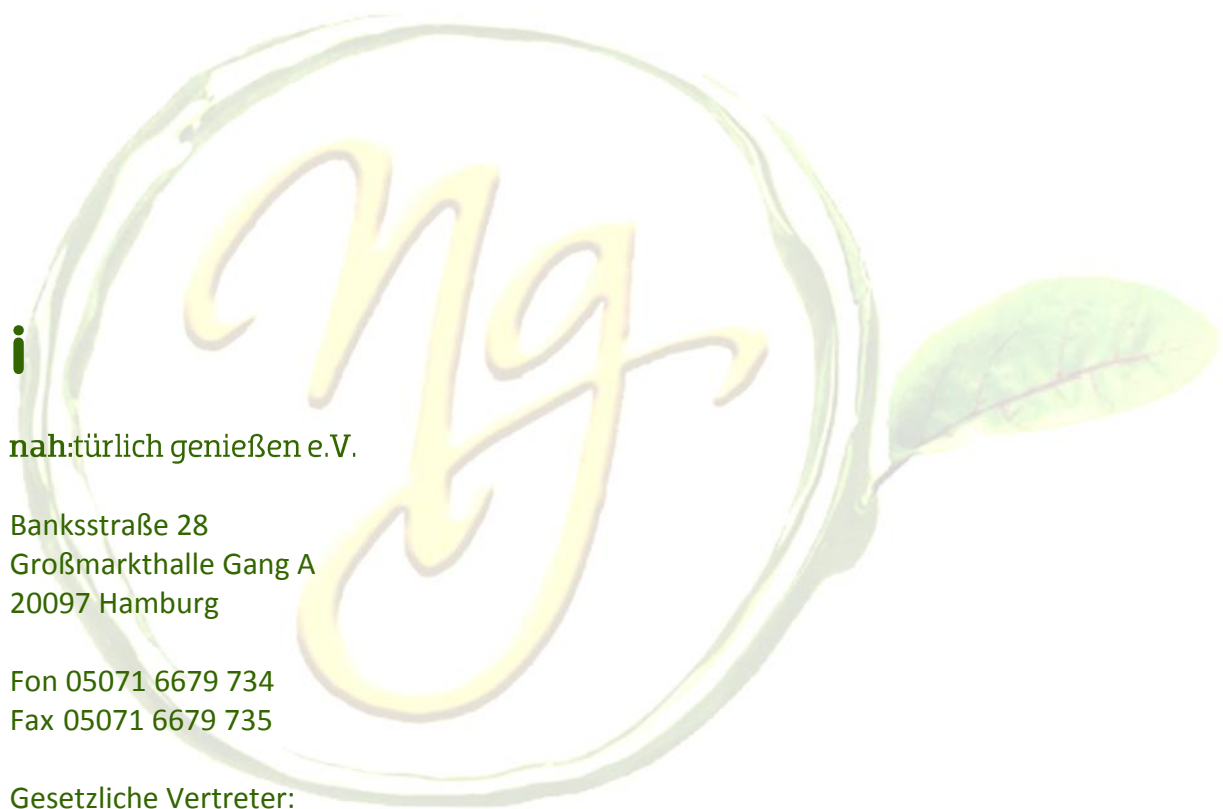 ng
i
nah:türlich genießen e.V.
Banksstraße 28
Großmarkthalle Gang A
20097 Hamburg
Fon 05071 6679 734
Fax 05071 6679 735
Gesetzliche Vertreter: